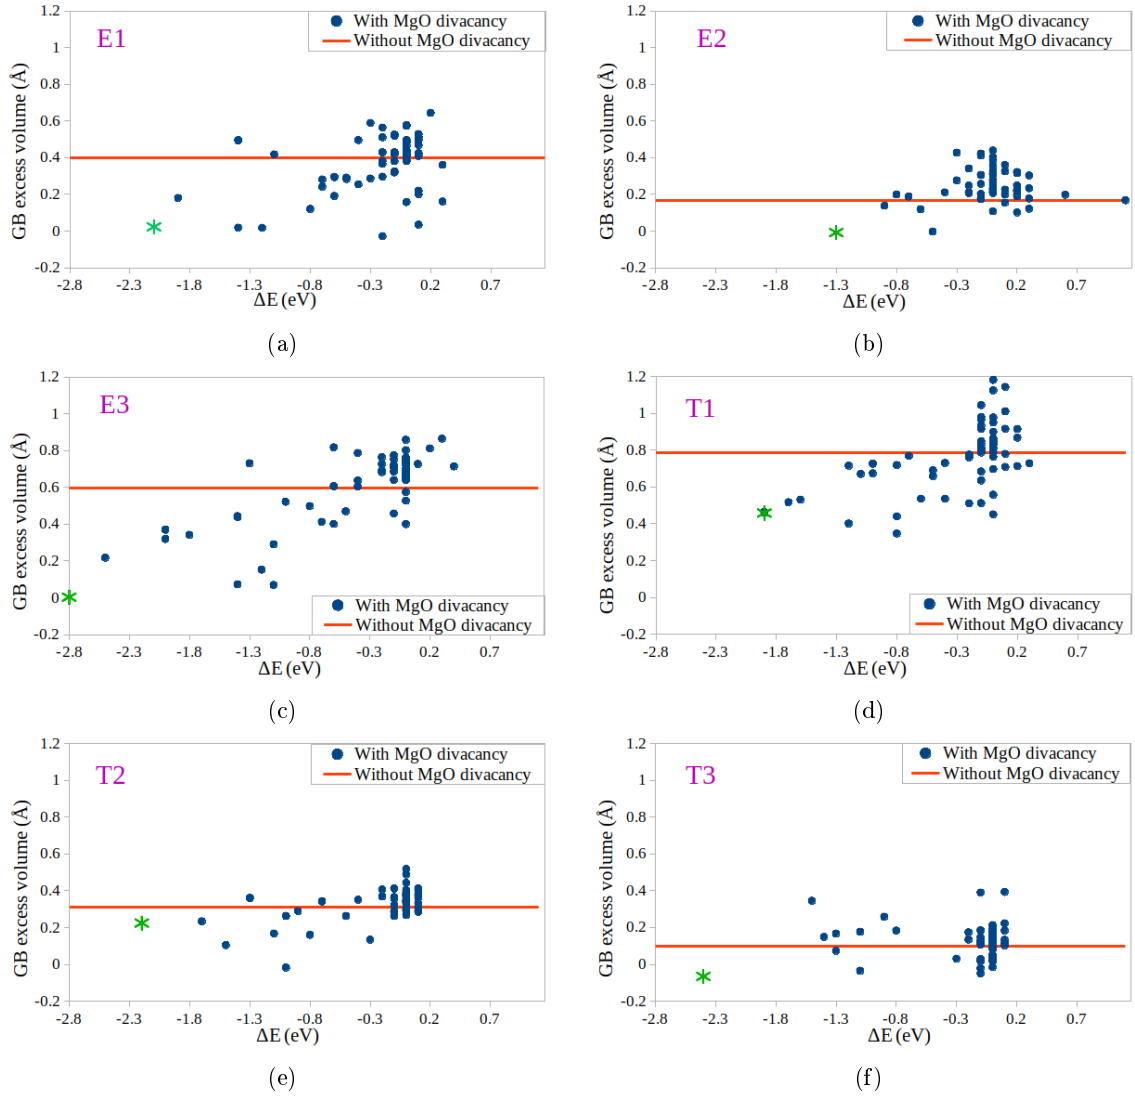 E1
With MgO divacancy
Without MgO divacancy
GB excess volume (Å)
1.2
1
0.8
0.6
0.4
0.2
0
-0.2
-2.8 -2.3 -1.8 -1.3 -0.8 -0.3 0.2 0.7
ΔE (eV)
(a)
E2
With MgO divacancy
Without MgO divacancy
GB excess volume (Å)
1.2
1
0.8
0.6
0.4
0.2
0
-0.2
-2.8 -2.3 -1.8 -1.3 -0.8 -0.3 0.2 0.7
ΔE (eV)
(b)
E3
GB excess volume (Å)
1.2
1
0.8
0.6
0.4
0.2
0
-0.2
With MgO divacancy
Without MgO divacancy
-2.8 -2.3 -1.8 -1.3 -0.8 -0.3 0.2 0.7
ΔE (eV)
(c)
T1
GB excess volume (Å)
1.2
1
0.8
0.6
0.4
0.2
0
-0.2
With MgO divacancy
Without MgO divacancy
-2.8 -2.3 -1.8 -1.3 -0.8 -0.3 0.2 0.7
ΔE (eV)
(d)
T2
With MgO divacancy
Without MgO divacancy
GB excess volume (Å)
1.2
1
0.8
0.6
0.4
0.2
0
-0.2
-2.8 -2.3 -1.8 -1.3 -0.8 -0.3 0.2 0.7
ΔE (eV)
(e)
T3
With MgO divacancy
Without MgO divacancy
GB excess volume (Å)
1.2
1
0.8
0.6
0.4
0.2
0
-0.2
-2.8 -2.3 -1.8 -1.3 -0.8 -0.3 0.2 0.7
ΔE (eV)
(f)